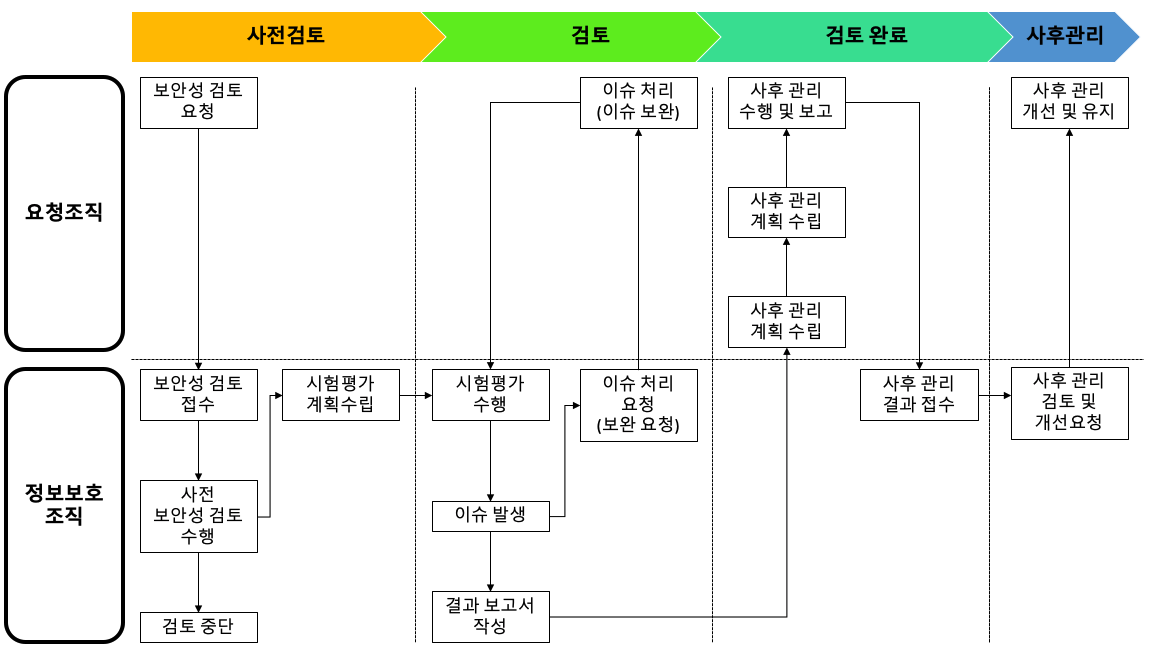 사전검토
검토
검토 완료
사후관리
요청조직
보안성 검토
요청
이슈 처리
(이슈 보완)
사후 관리
수행 및 보고
사후 관리
개선 및 유지
사후 관리
계획 수립
사후 관리
계획 수립
정보보호
조직
보안성 검토
접수
시험평가
계획수립
시험평가
수행
이슈 처리
요청
(보완 요청)
사후 관리
결과 접수
사후 관리
검토 및
개선요청
사전
보안성 검토
수행
이슈 발생
검토 중단
결과 보고서
작성